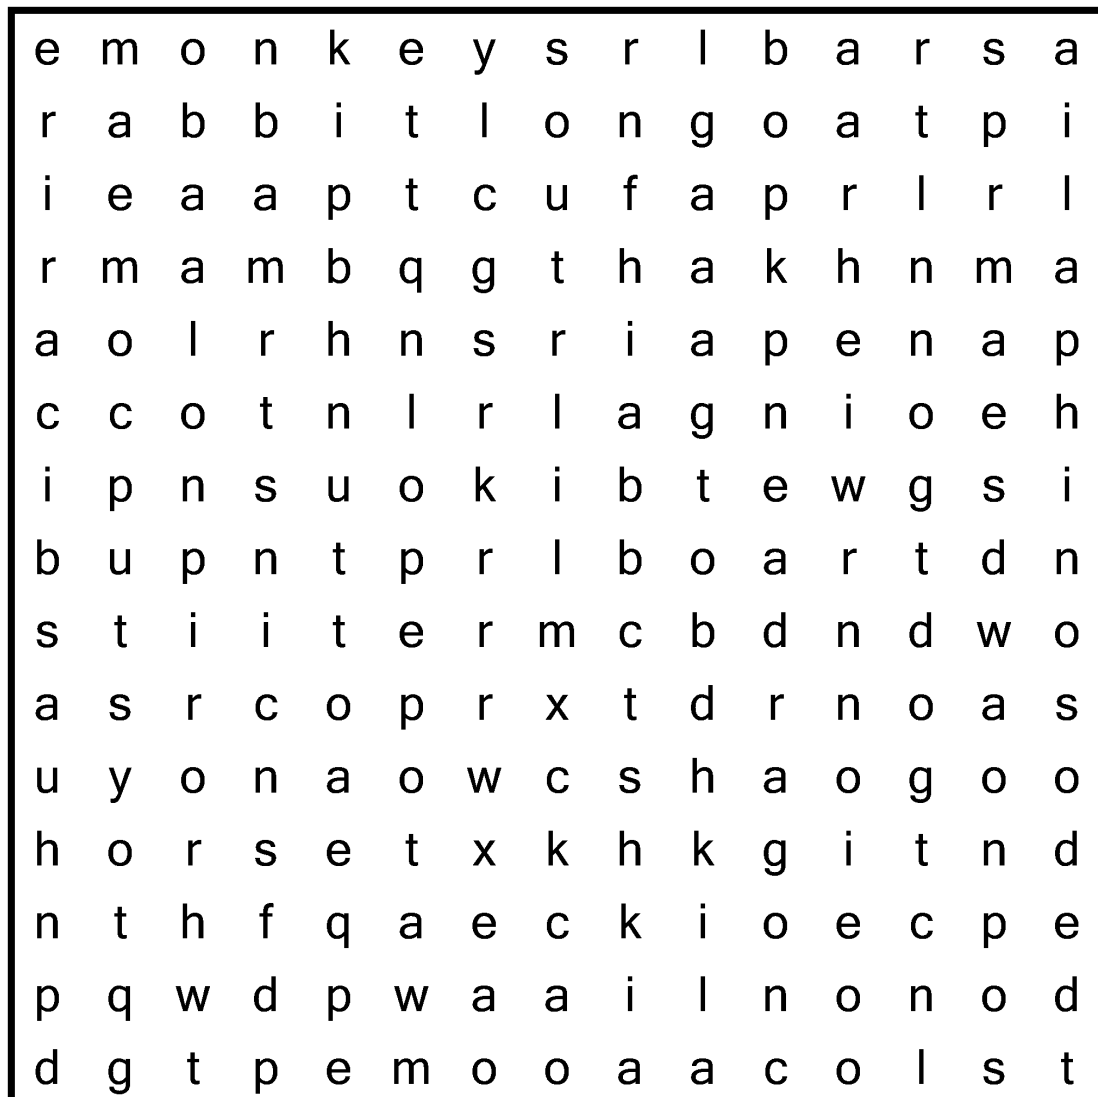 e m o n k e y s r l b a r s a
r a b b i t l o n g o a t p i
i e a a p t c u f a p r l r l
r m a m b q g t h a k h n m a
a o l r h n s r i a p e n a p
c c o t n l r l a g n i o e h
i p n s u o k i b t e w g s i
b u p n t p r l b o a r t d n
s t i i t e r m c b d n d w o
a s r c o p r x t d r n o a s
u y o n a o w c s h a o g o o
h o r s e t x k h k g i t n d
n t h f q a e c k i o e c p e
p q w d p w a a i l n o n o d
d g t p e m o o a a c o l s t